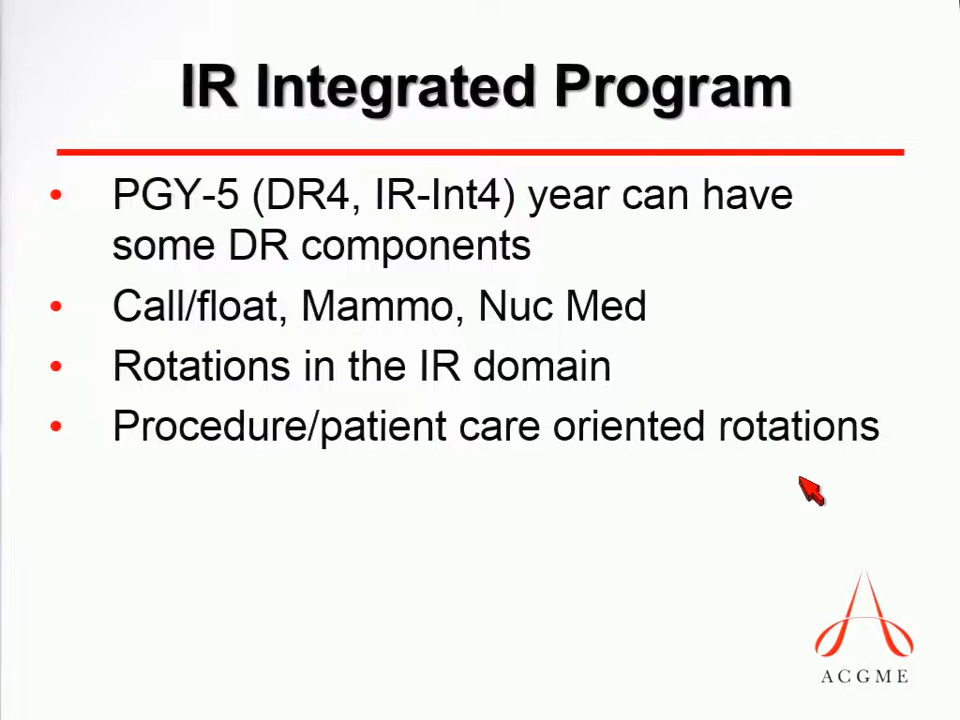 IR Integrated Program
• PGY-5 (DR4, IR-Int4) year can have
some DR components
• Call/float, Mammo, Nuc Med
• Rotations in the IR domain
• Procedure/patient care oriented rotations
ACGME